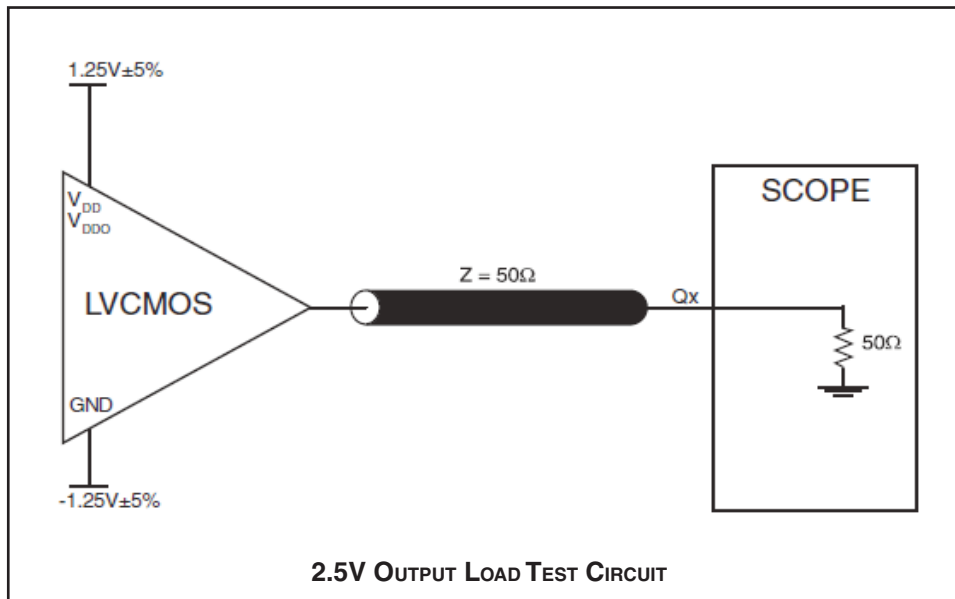 1.25V±5%
SCOPE
VDD
VDDO
Z = 50Ω
LVCMOS
Qx
50Ω
GND
-1.25V±5%
2.5V OUTPUT LOAD TEST CIRCUIT